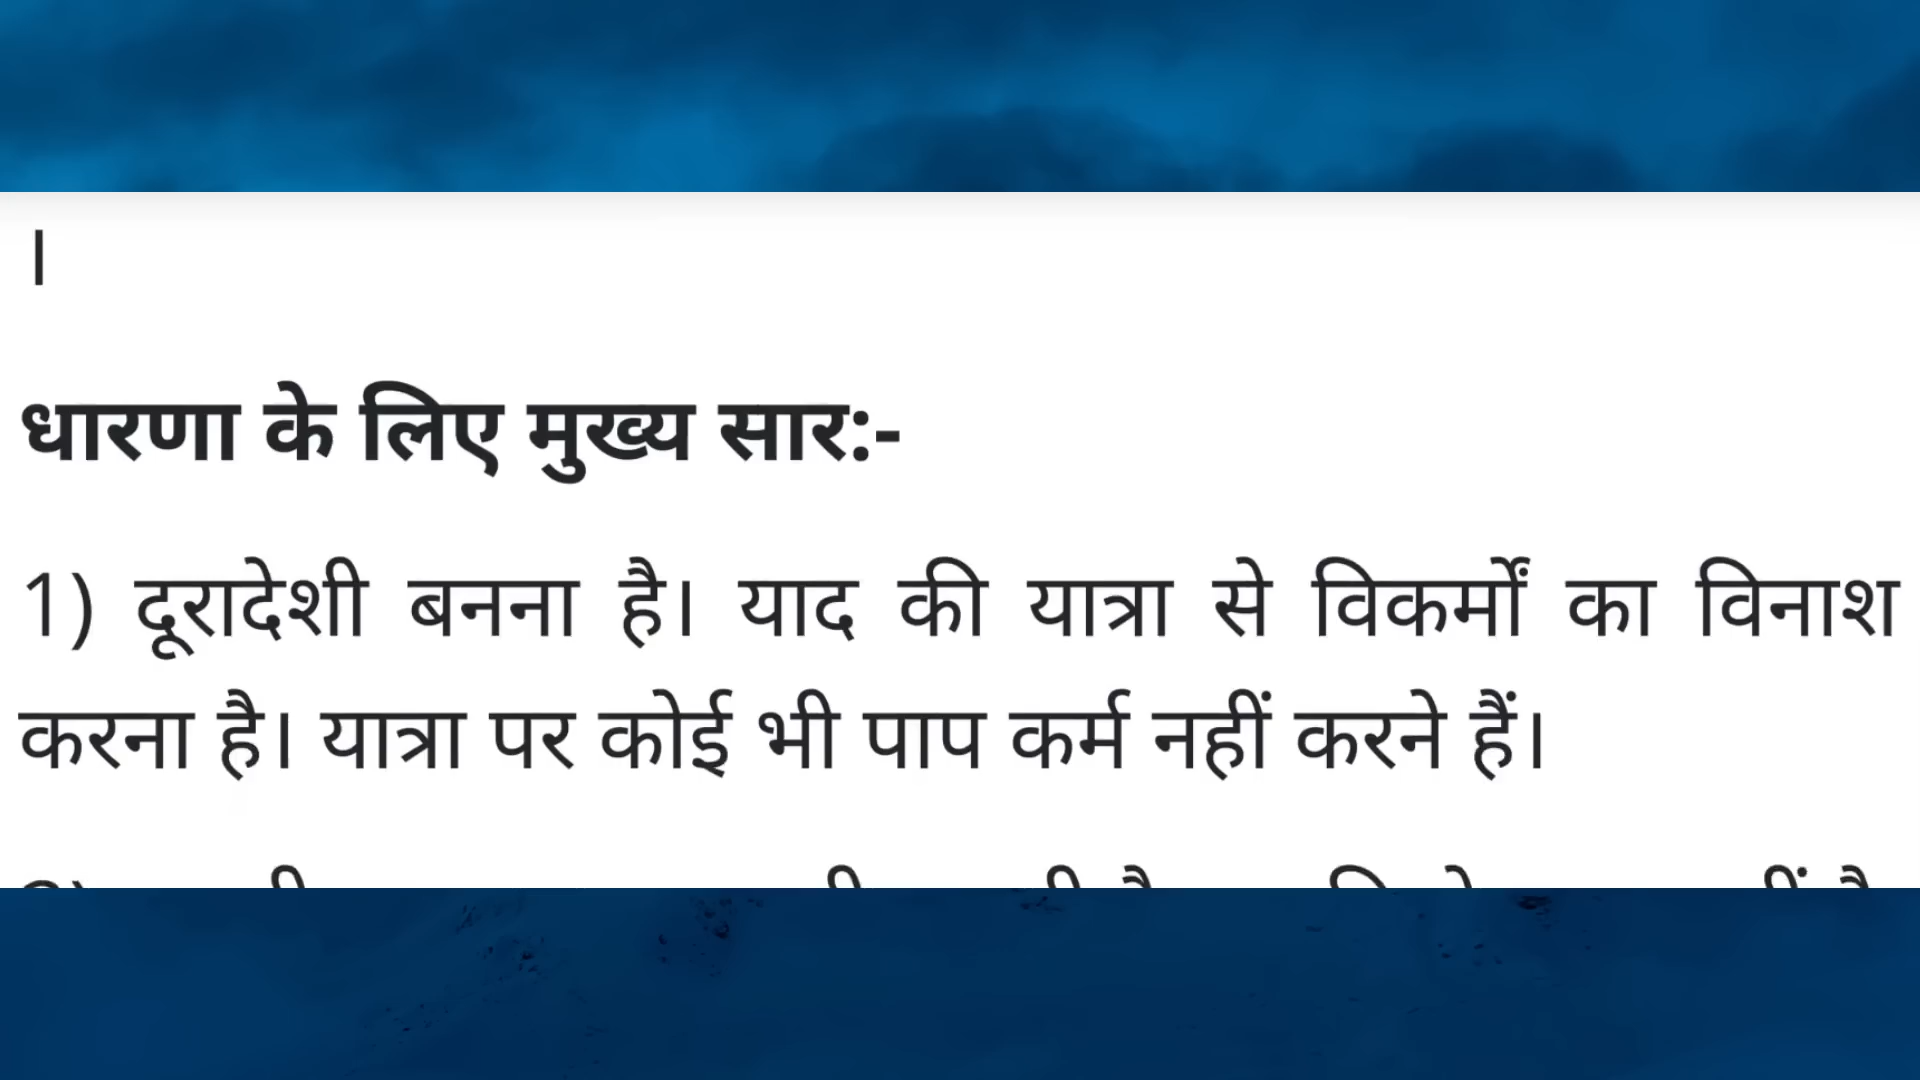 ।
धारणा के लिए मुख्य सार:-
1) दूरादेशी बनना है। याद की यात्रा से विकर्मों का विनाश
करना है। यात्रा पर कोई भी पाप कर्म नहीं करने हैं।